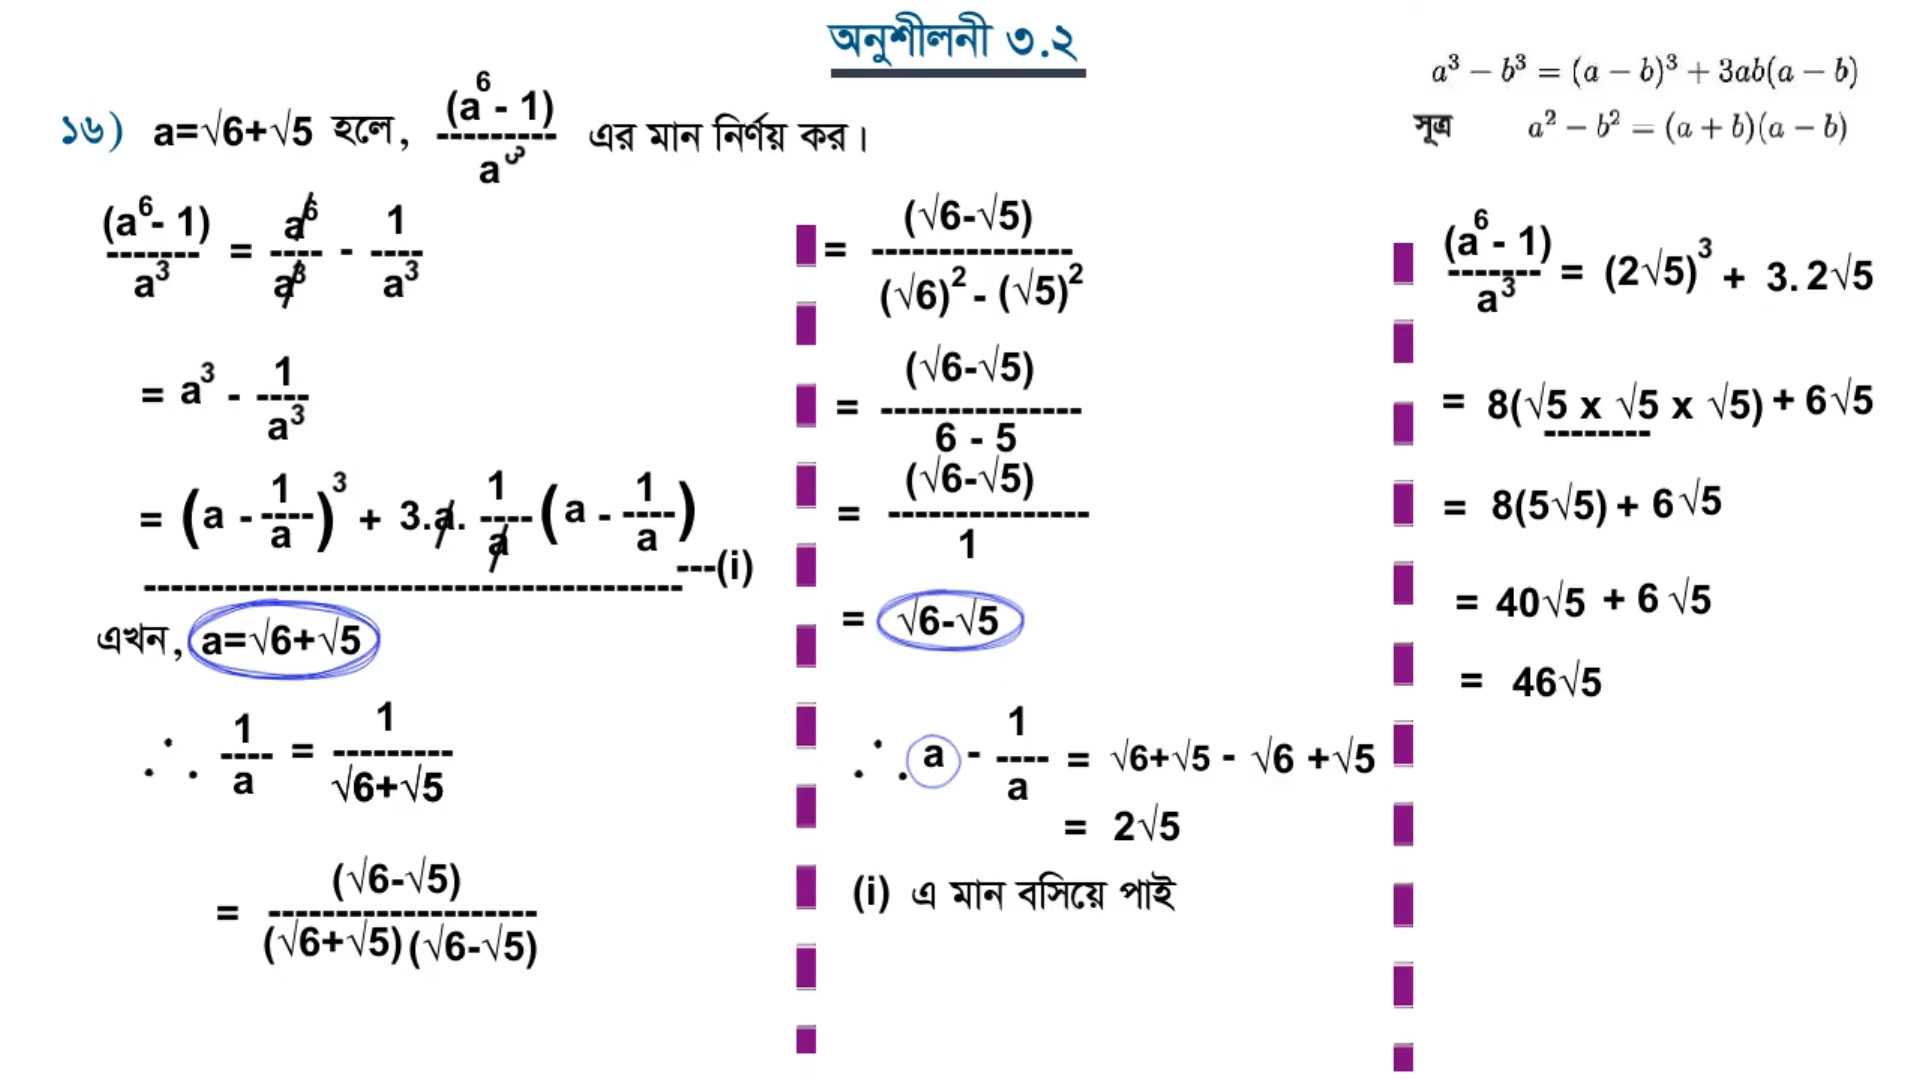 অনুশীলনী ৩.২
a³ − b³ = (a − b)³ + 3ab(a − b)
সূত্র a² − b² = (a + b)(a − b)
১৬) a=√6+√5 হলে, (a⁶- 1) / a³ এর মান নির্ণয় কর।
(a⁶- 1) / a³ = a⁶ / a³ - 1 / a³
= a³ - 1 / a³
= (a - 1 / a)³ + 3.a. 1 / a (a - 1 / a) ---(i)
এখন, a=√6+√5
∴ 1 / a = 1 / √6+√5
= (√6-√5) / (√6+√5)(√6-√5)
= (√6-√5) / (√6)² - (√5)²
= (√6-√5) / 6 - 5
= (√6-√5) / 1
= √6-√5
∴ a - 1 / a = √6+√5 - √6 +√5
= 2√5
(i) এ মান বসিয়ে পাই
(a⁶- 1) / a³ = (2√5)³ + 3. 2√5
= 8(√5 x √5 x √5) + 6√5
= 8(5√5) + 6√5
= 40√5 + 6 √5
= 46√5